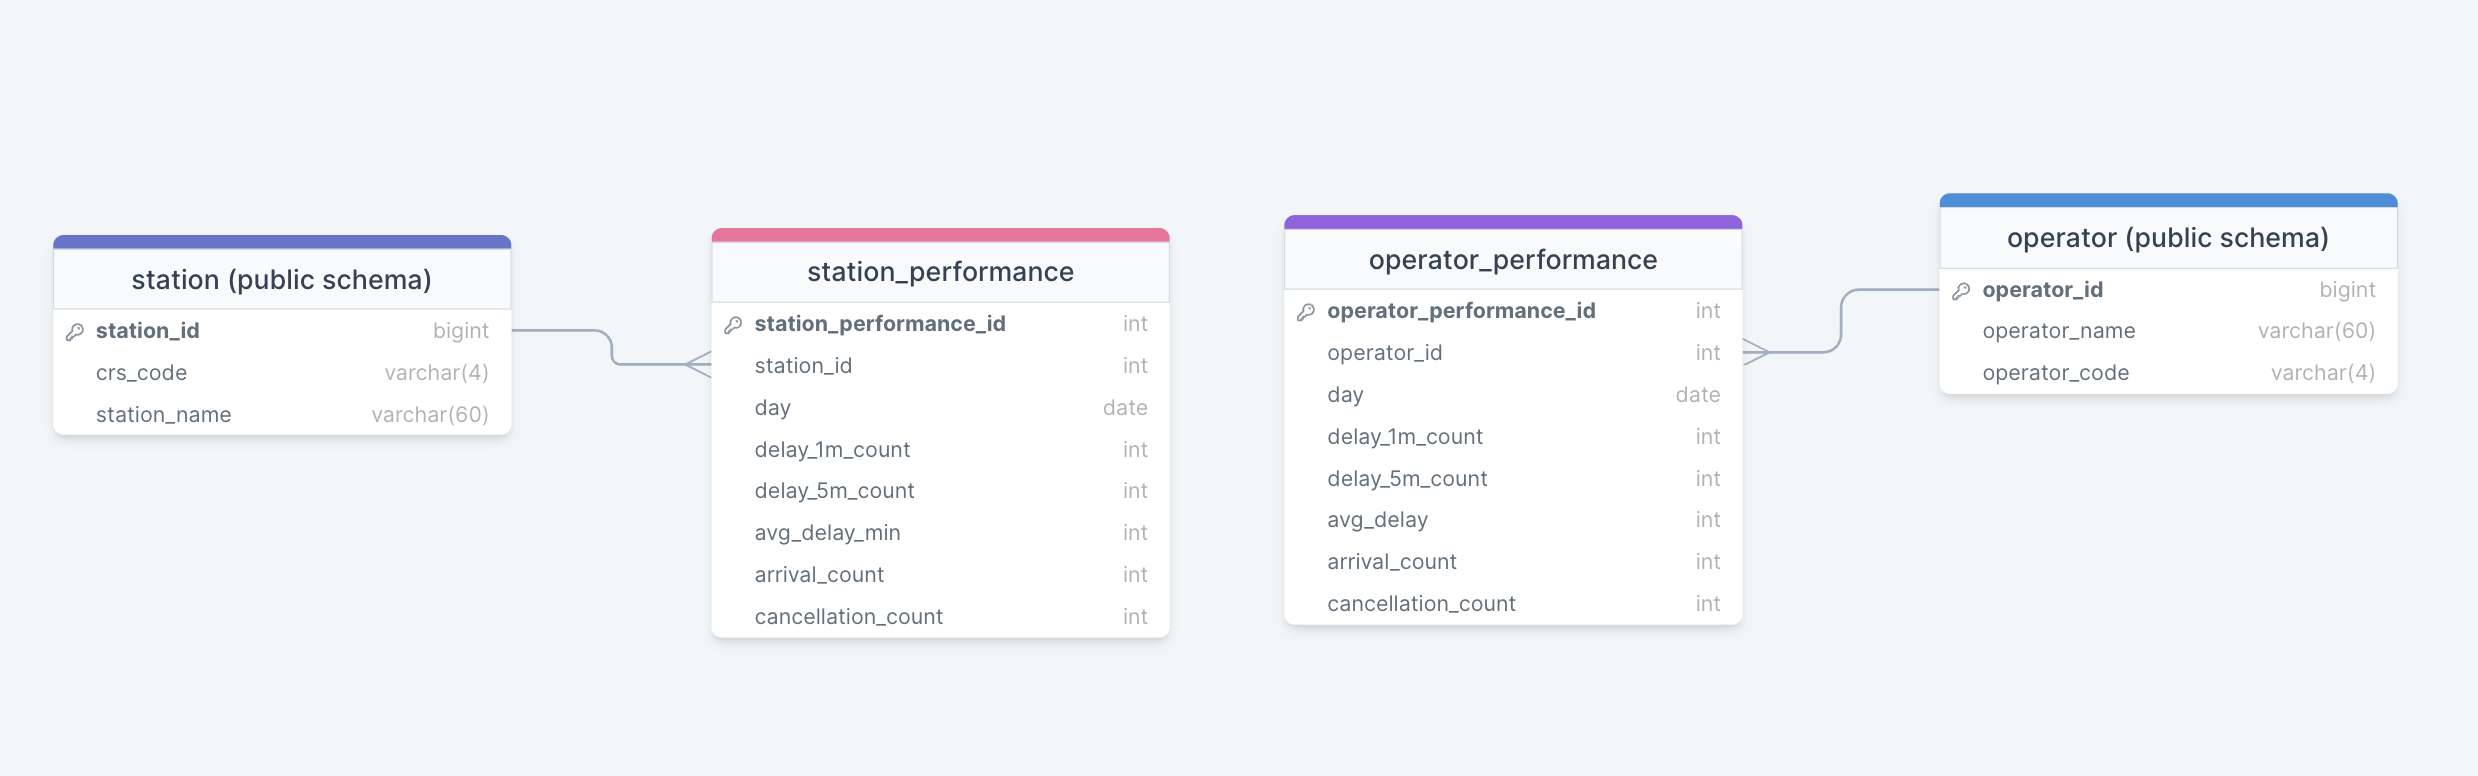 station (public schema)
station_id bigint
crs_code varchar(4)
station_name varchar(60)
station_performance
station_performance_id int
station_id int
day date
delay_1m_count int
delay_5m_count int
avg_delay_min int
arrival_count int
cancellation_count int
operator_performance
operator_performance_id int
operator_id int
day date
delay_1m_count int
delay_5m_count int
avg_delay int
arrival_count int
cancellation_count int
operator (public schema)
operator_id bigint
operator_name varchar(60)
operator_code varchar(4)